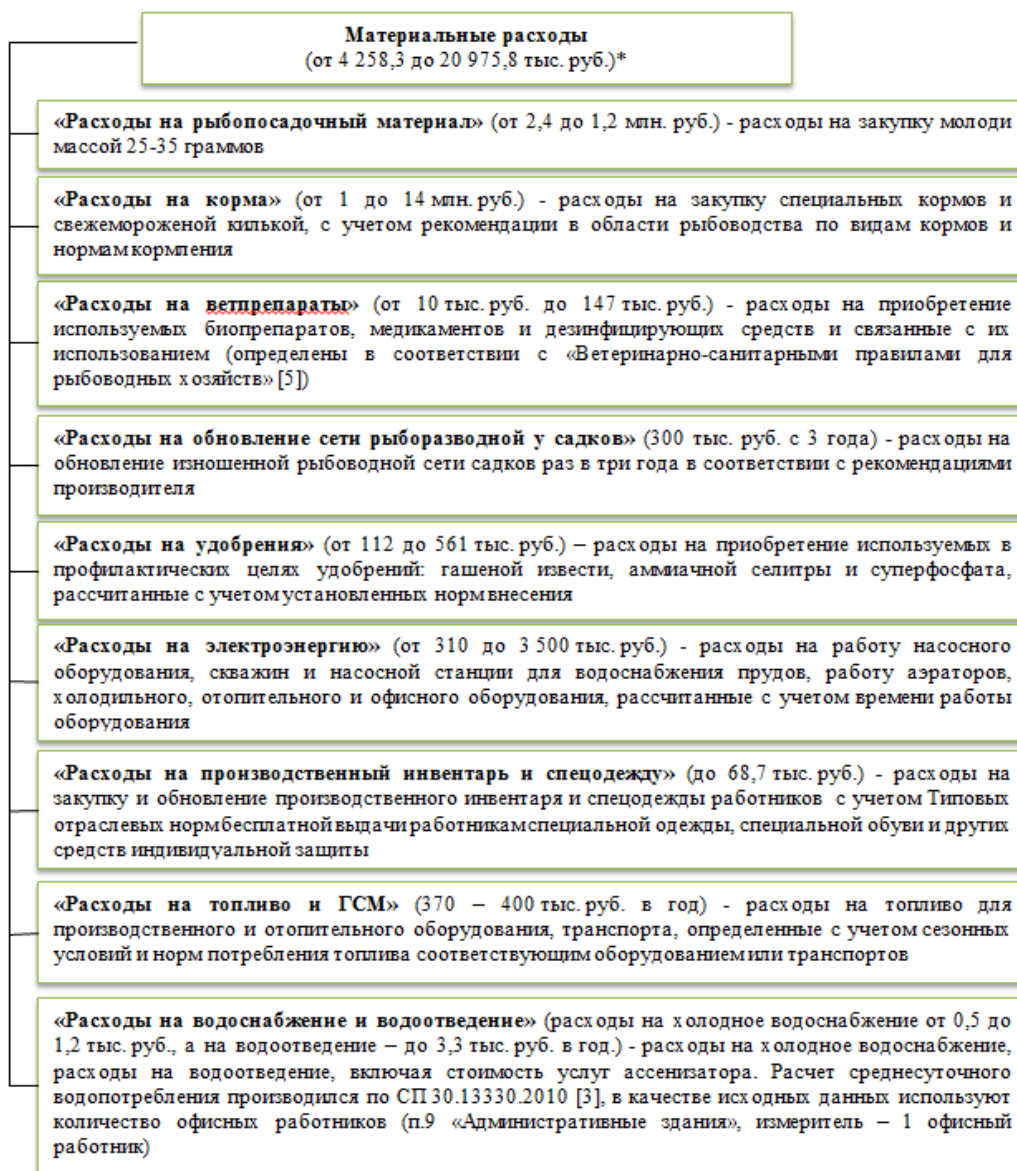 Материальные расходы
(от 4 258,3 до 20 975,8 тыс. руб.)*
«Расходы на рыбопосадочный материал» (от 2,4 до 1,2 млн. руб.) - расходы на закупку молоди
массой 25-35 граммов
«Расходы на корма» (от 1 до 14 млн. руб.) - расходы на закупку специальных кормов и
свежемороженой килькой, с учетом рекомендации в области рыбоводства по видам кормов и
нормам кормления
«Расходы на ветпрепараты» (от 10 тыс. руб. до 147 тыс. руб.) - расходы на приобретение
используемых биопрепаратов, медикаментов и дезинфицирующих средств и связанные с их
использованием (определены в соответствии с «Ветеринарно-санитарными правилами для
рыбоводных хозяйств» [5])
«Расходы на обновление сети рыборазводной у садков» (300 тыс. руб. с 3 года) - расходы на
обновление изношенной рыбоводной сети садков раз в три года в соответствии с рекомендациями
производителя
«Расходы на удобрения» (от 112 до 561 тыс. руб.) – расходы на приобретение используемых в
профилактических целях удобрений: гашеной извести, аммиачной селитры и суперфосфата,
рассчитанные с учетом установленных норм внесения
«Расходы на электроэнергию» (от 310 до 3 500 тыс. руб.) - расходы на работу насосного
оборудования, скважин и насосной станции для водоснабжения прудов, работу аэраторов,
холодильного, отопительного и офисного оборудования, рассчитанные с учетом времени работы
оборудования
«Расходы на производственный инвентарь и спецодежду» (до 68,7 тыс. руб.) - расходы на
закупку и обновление производственного инвентаря и спецодежды работников с учетом Типовых
отраслевых норм бесплатной выдачи работникам специальной одежды, специальной обуви и других
средств индивидуальной защиты
«Расходы на топливо и ГСМ» (370 – 400 тыс. руб. в год) - расходы на топливо для
производственного и отопительного оборудования, транспорта, определенные с учетом сезонных
условий и норм потребления топлива соответствующим оборудованием или транспортов
«Расходы на водоснабжение и водоотведение» (расходы на холодное водоснабжение от 0,5 до
1,2 тыс. руб., а на водоотведение – до 3,3 тыс. руб. в год.) - расходы на холодное водоснабжение,
расходы на водоотведение, включая стоимость услуг ассенизатора. Расчет среднесуточного
водопотребления производился по СП 30.13330.2010 [3], в качестве исходных данных используют
количество офисных работников (п.9 «Административные здания», измеритель – 1 офисный
работник)